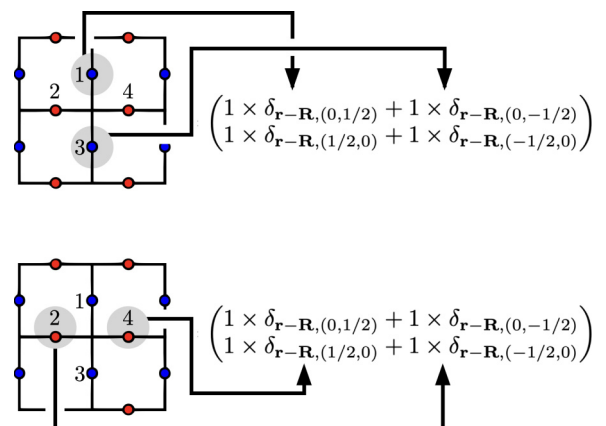 1
2 4
3
( 1 × δ_{r−R,(0,1/2)} + 1 × δ_{r−R,(0,−1/2)} )
( 1 × δ_{r−R,(1/2,0)} + 1 × δ_{r−R,(−1/2,0)} )
1
2 4
3
( 1 × δ_{r−R,(0,1/2)} + 1 × δ_{r−R,(0,−1/2)} )
( 1 × δ_{r−R,(1/2,0)} + 1 × δ_{r−R,(−1/2,0)} )